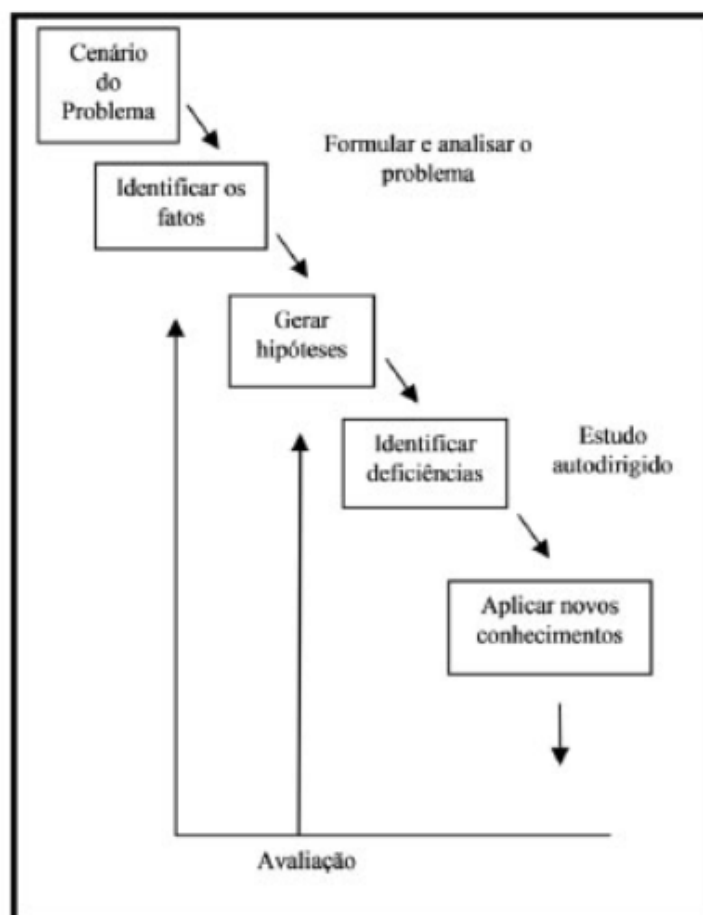 Cenário
do
Problema
Formular e analisar o
problema
Identificar os
fatos
Gerar
hipóteses
Identificar
deficiências
Estudo
autodirigido
Aplicar novos
conhecimentos
Avaliação